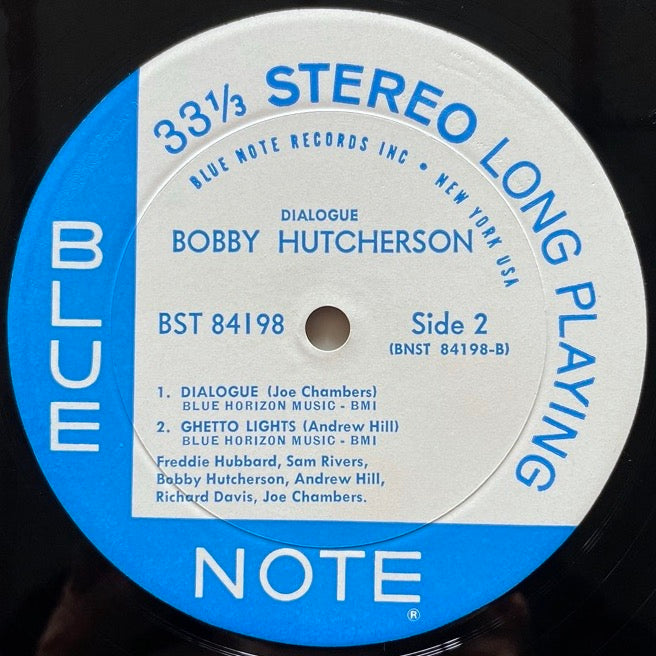 33⅓ STEREO LONG PLAYING
BLUE NOTE RECORDS INC • NEW YORK USA
DIALOGUE
BOBBY HUTCHERSON
BST 84198
Side 2
(BNST 84198-B)
1. DIALOGUE (Joe Chambers)
BLUE HORIZON MUSIC - BMI
2. GHETTO LIGHTS (Andrew Hill)
BLUE HORIZON MUSIC - BMI
Freddie Hubbard, Sam Rivers,
Bobby Hutcherson, Andrew Hill,
Richard Davis, Joe Chambers.
BLUE
NOTE
®